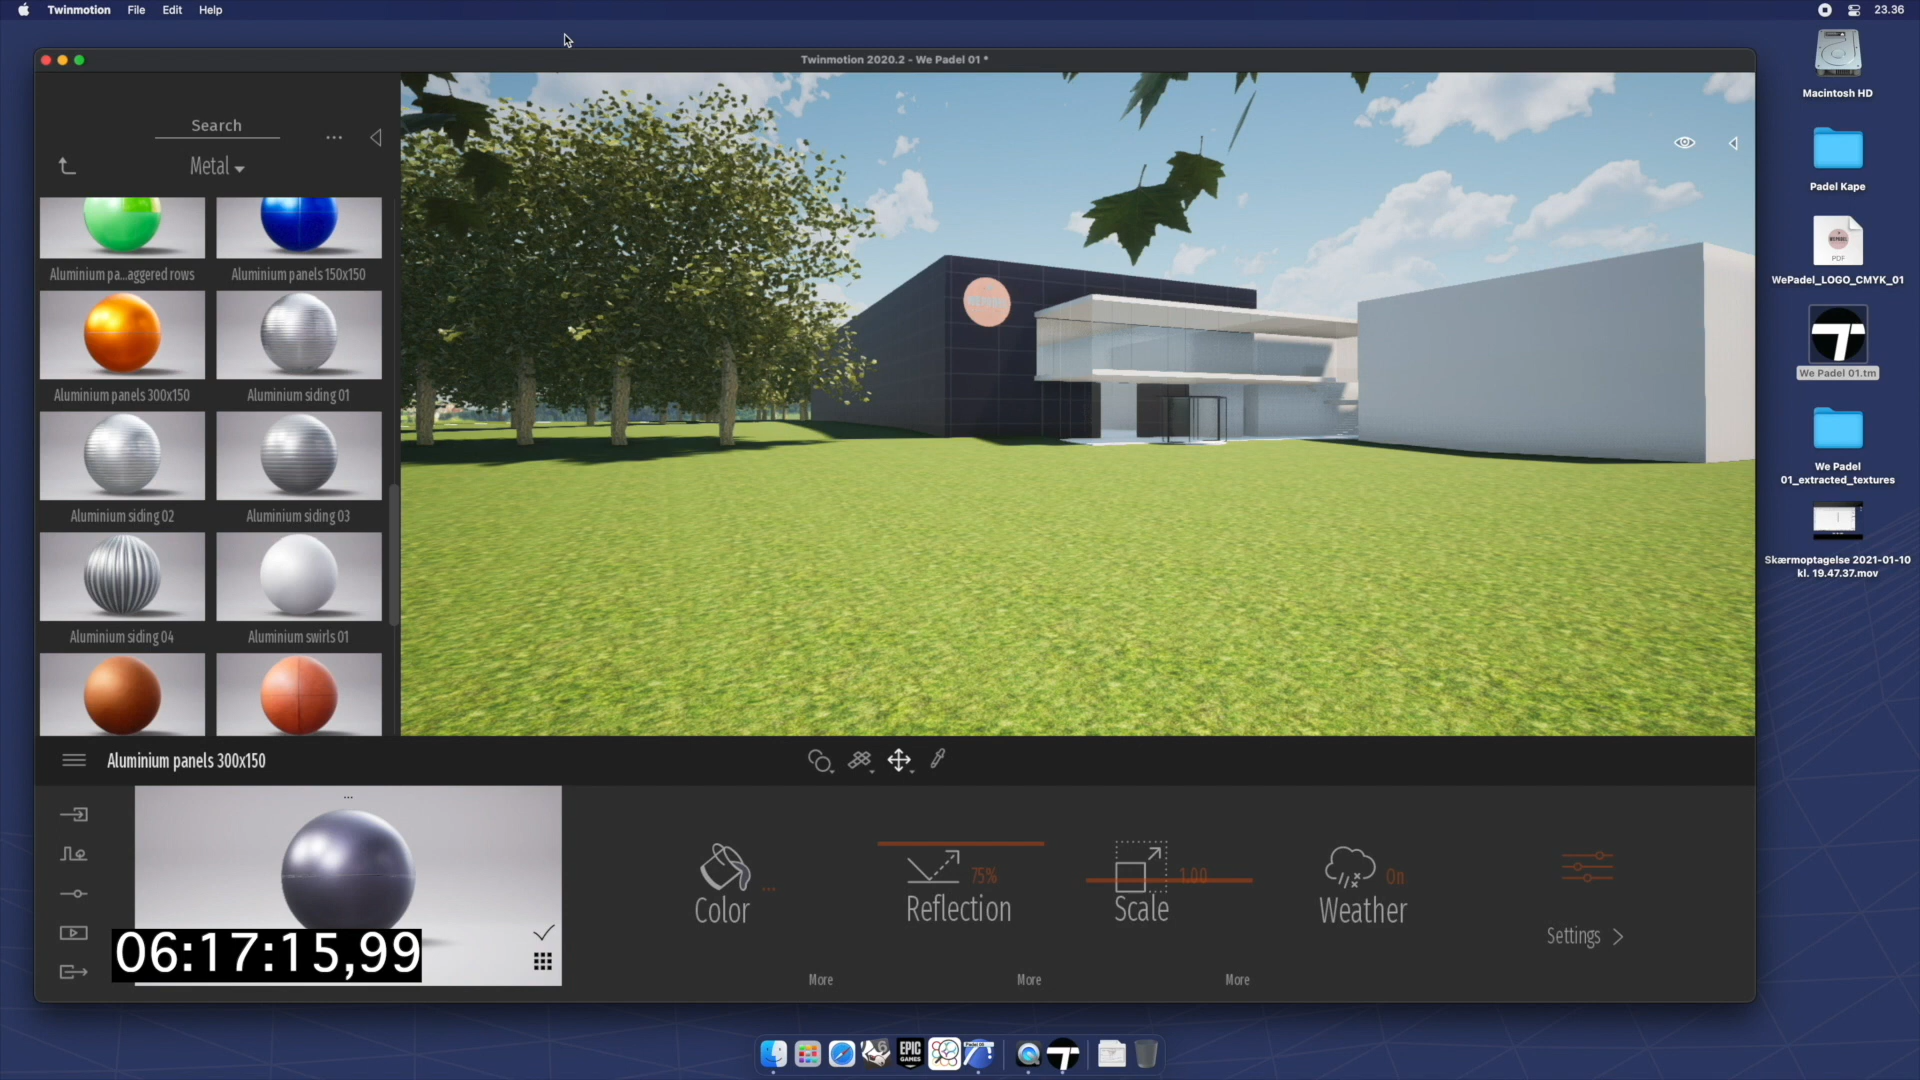 Twinmotion File Edit Help
23.36
Twinmotion 2020.2 - We Padel 01 *
Search
Metal
Aluminium pa...aggered rows
Aluminium panels 150x150
Aluminium panels 300x150
Aluminium siding 01
Aluminium siding 02
Aluminium siding 03
Aluminium siding 04
Aluminium swirls 01
Aluminium panels 300x150
06:17:15,99
Color
...
75%
Reflection
1.00
Scale
On
Weather
Settings
More
More
More
Macintosh HD
Padel Kape
WEPADEL
PDF
WePadel_LOGO_CMYK_01
We Padel 01.tm
We Padel
01_extracted_textures
Skærmoptagelse 2021-01-10
kl. 19.47.37.mov
EPIC
GAMES